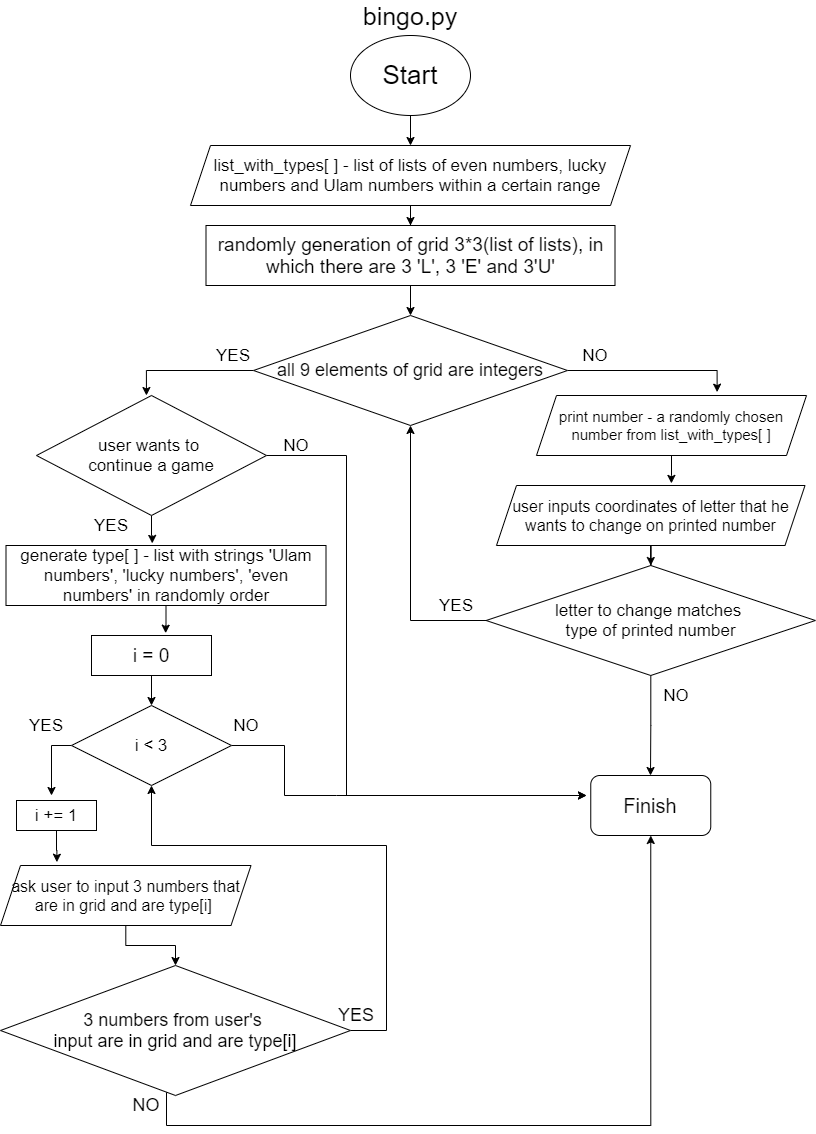 bingo.py
Start
list_with_types[ ] - list of lists of even numbers, lucky
numbers and Ulam numbers within a certain range
randomly generation of grid 3*3(list of lists), in
which there are 3 'L', 3 'E' and 3'U'
all 9 elements of grid are integers
YES
NO
user wants to
continue a game
NO
YES
print number - a randomly chosen
number from list_with_types[ ]
user inputs coordinates of letter that he
wants to change on printed number
generate type[ ] - list with strings 'Ulam
numbers', 'lucky numbers', 'even
numbers' in randomly order
letter to change matches
type of printed number
YES
NO
i = 0
i < 3
YES
NO
i += 1
Finish
ask user to input 3 numbers that
are in grid and are type[i]
3 numbers from user's
input are in grid and are type[i]
YES
NO